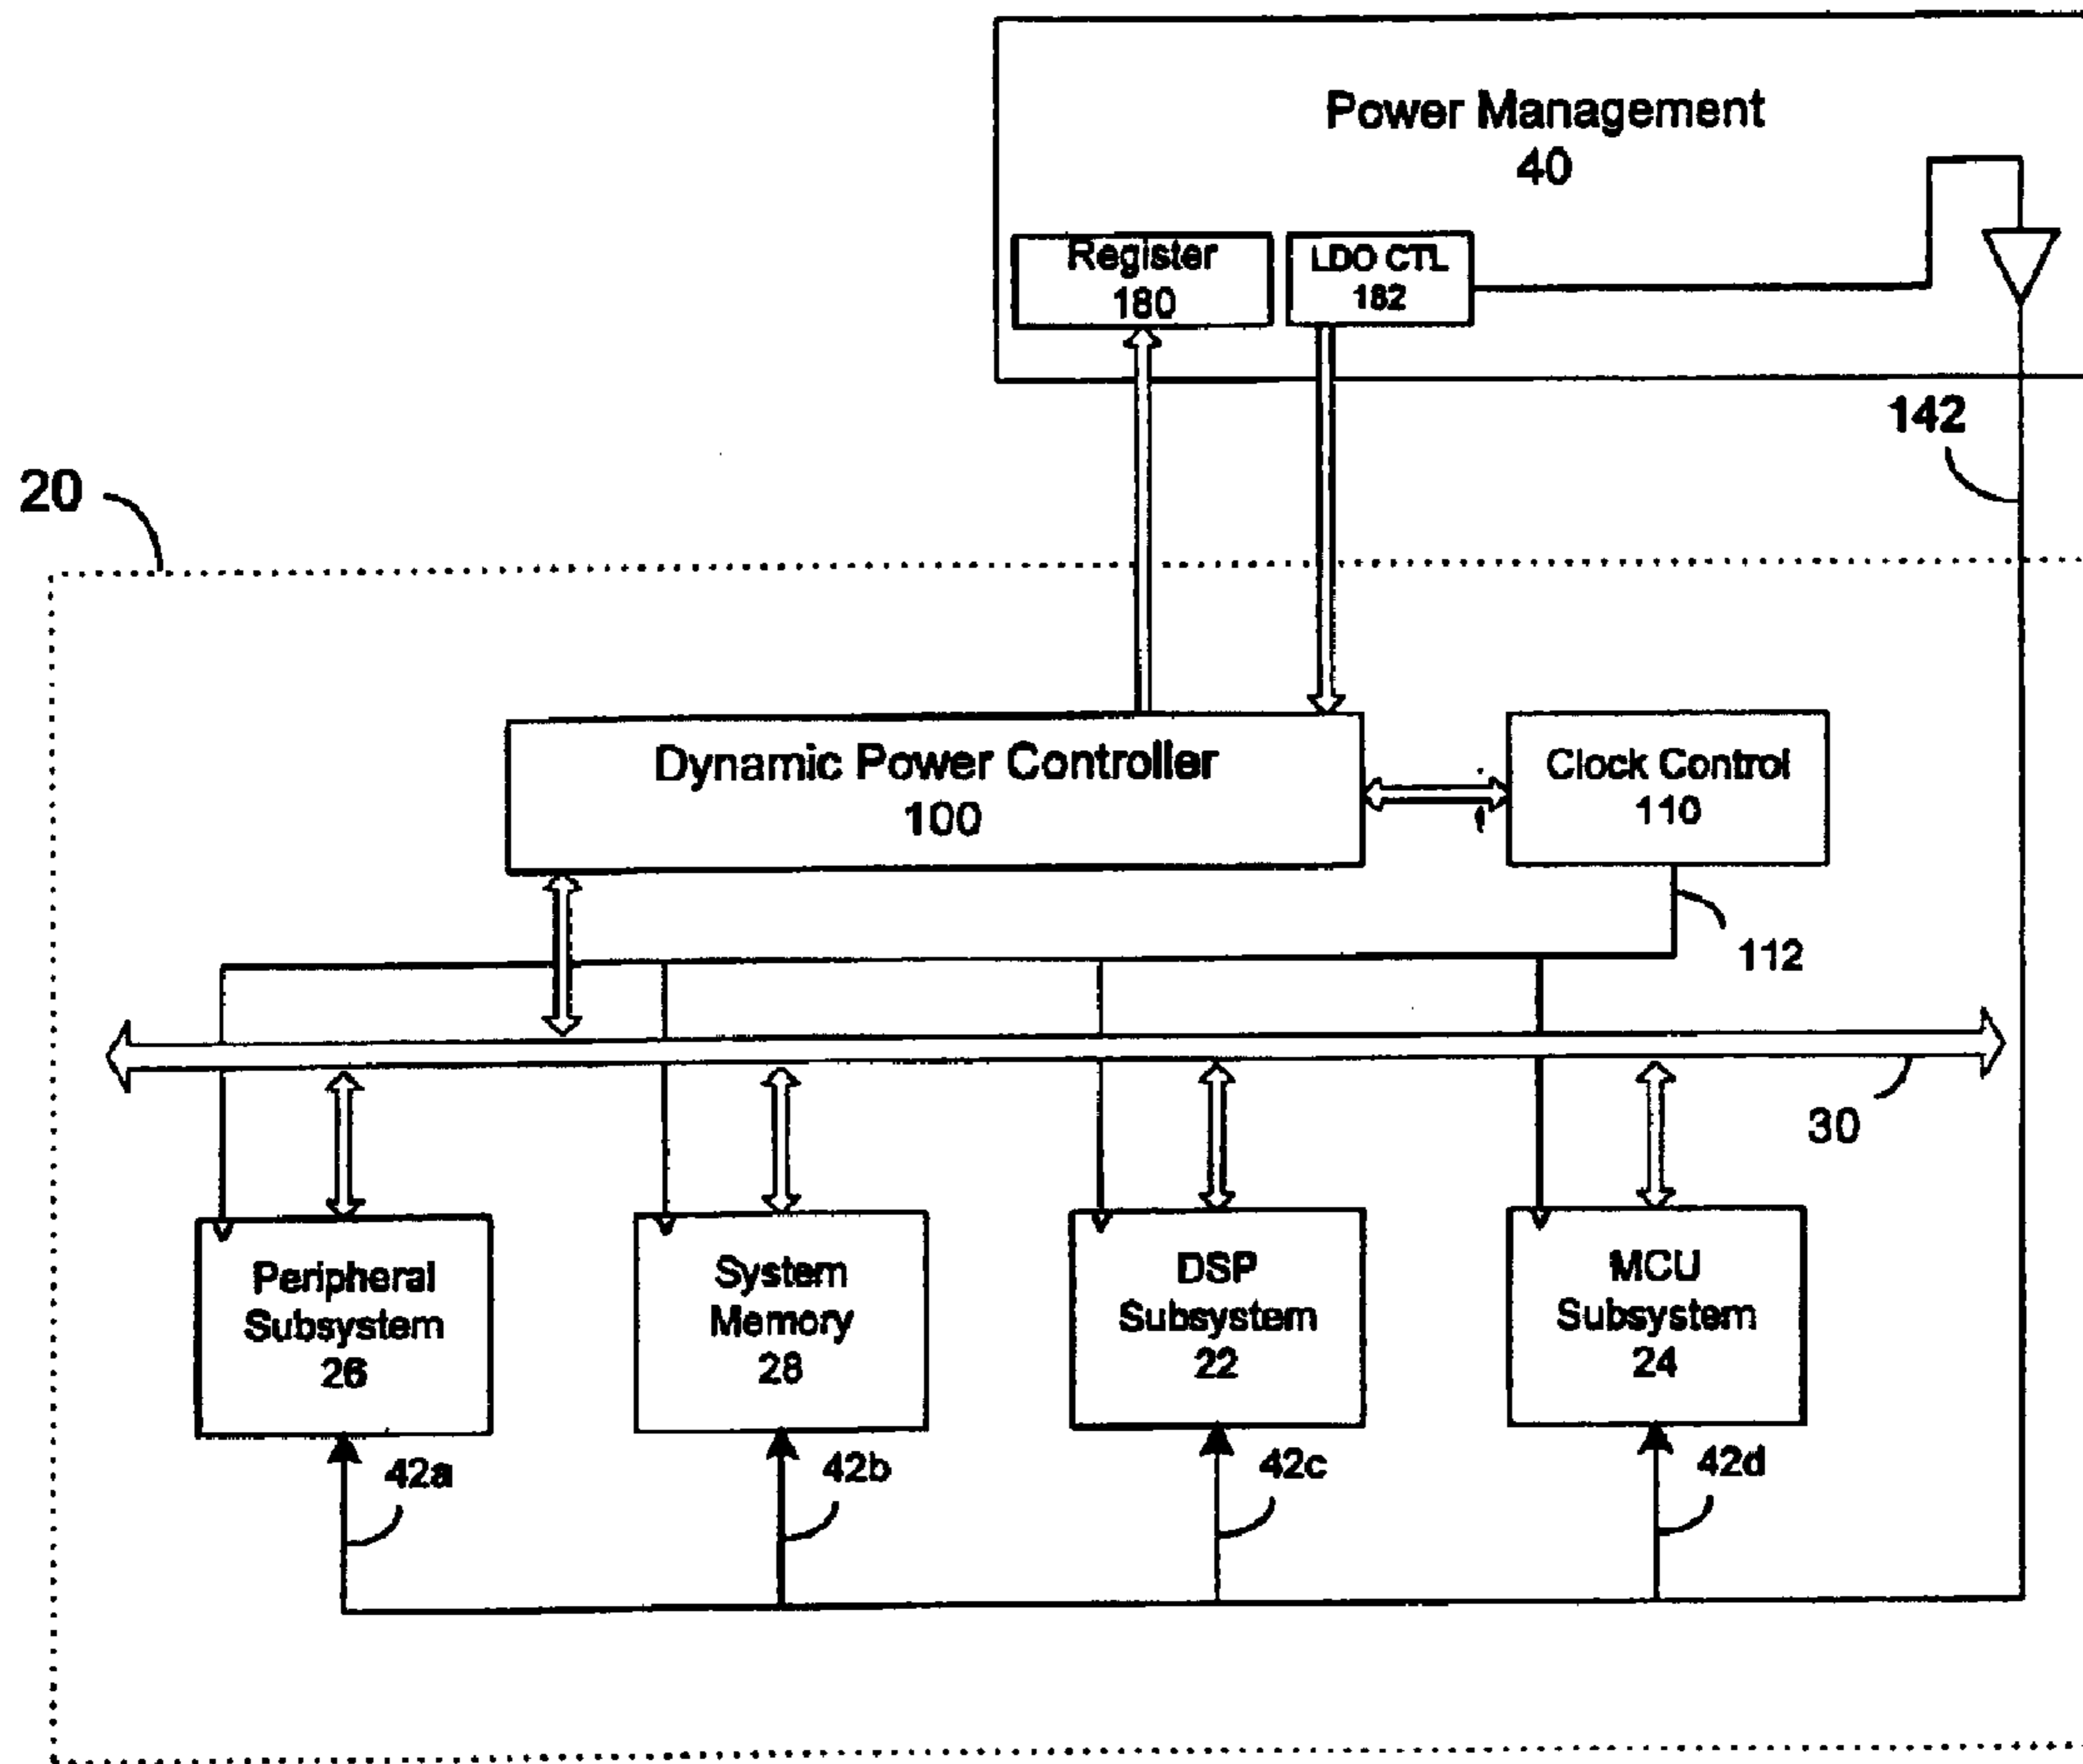 Power Management
40
Register
180
LDO CTL
182
142
20
Dynamic Power Controller
100
Clock Control
110
112
30
Peripheral
Subsystem
26
System
Memory
28
DSP
Subsystem
22
MCU
Subsystem
24
42a
42b
42c
42d